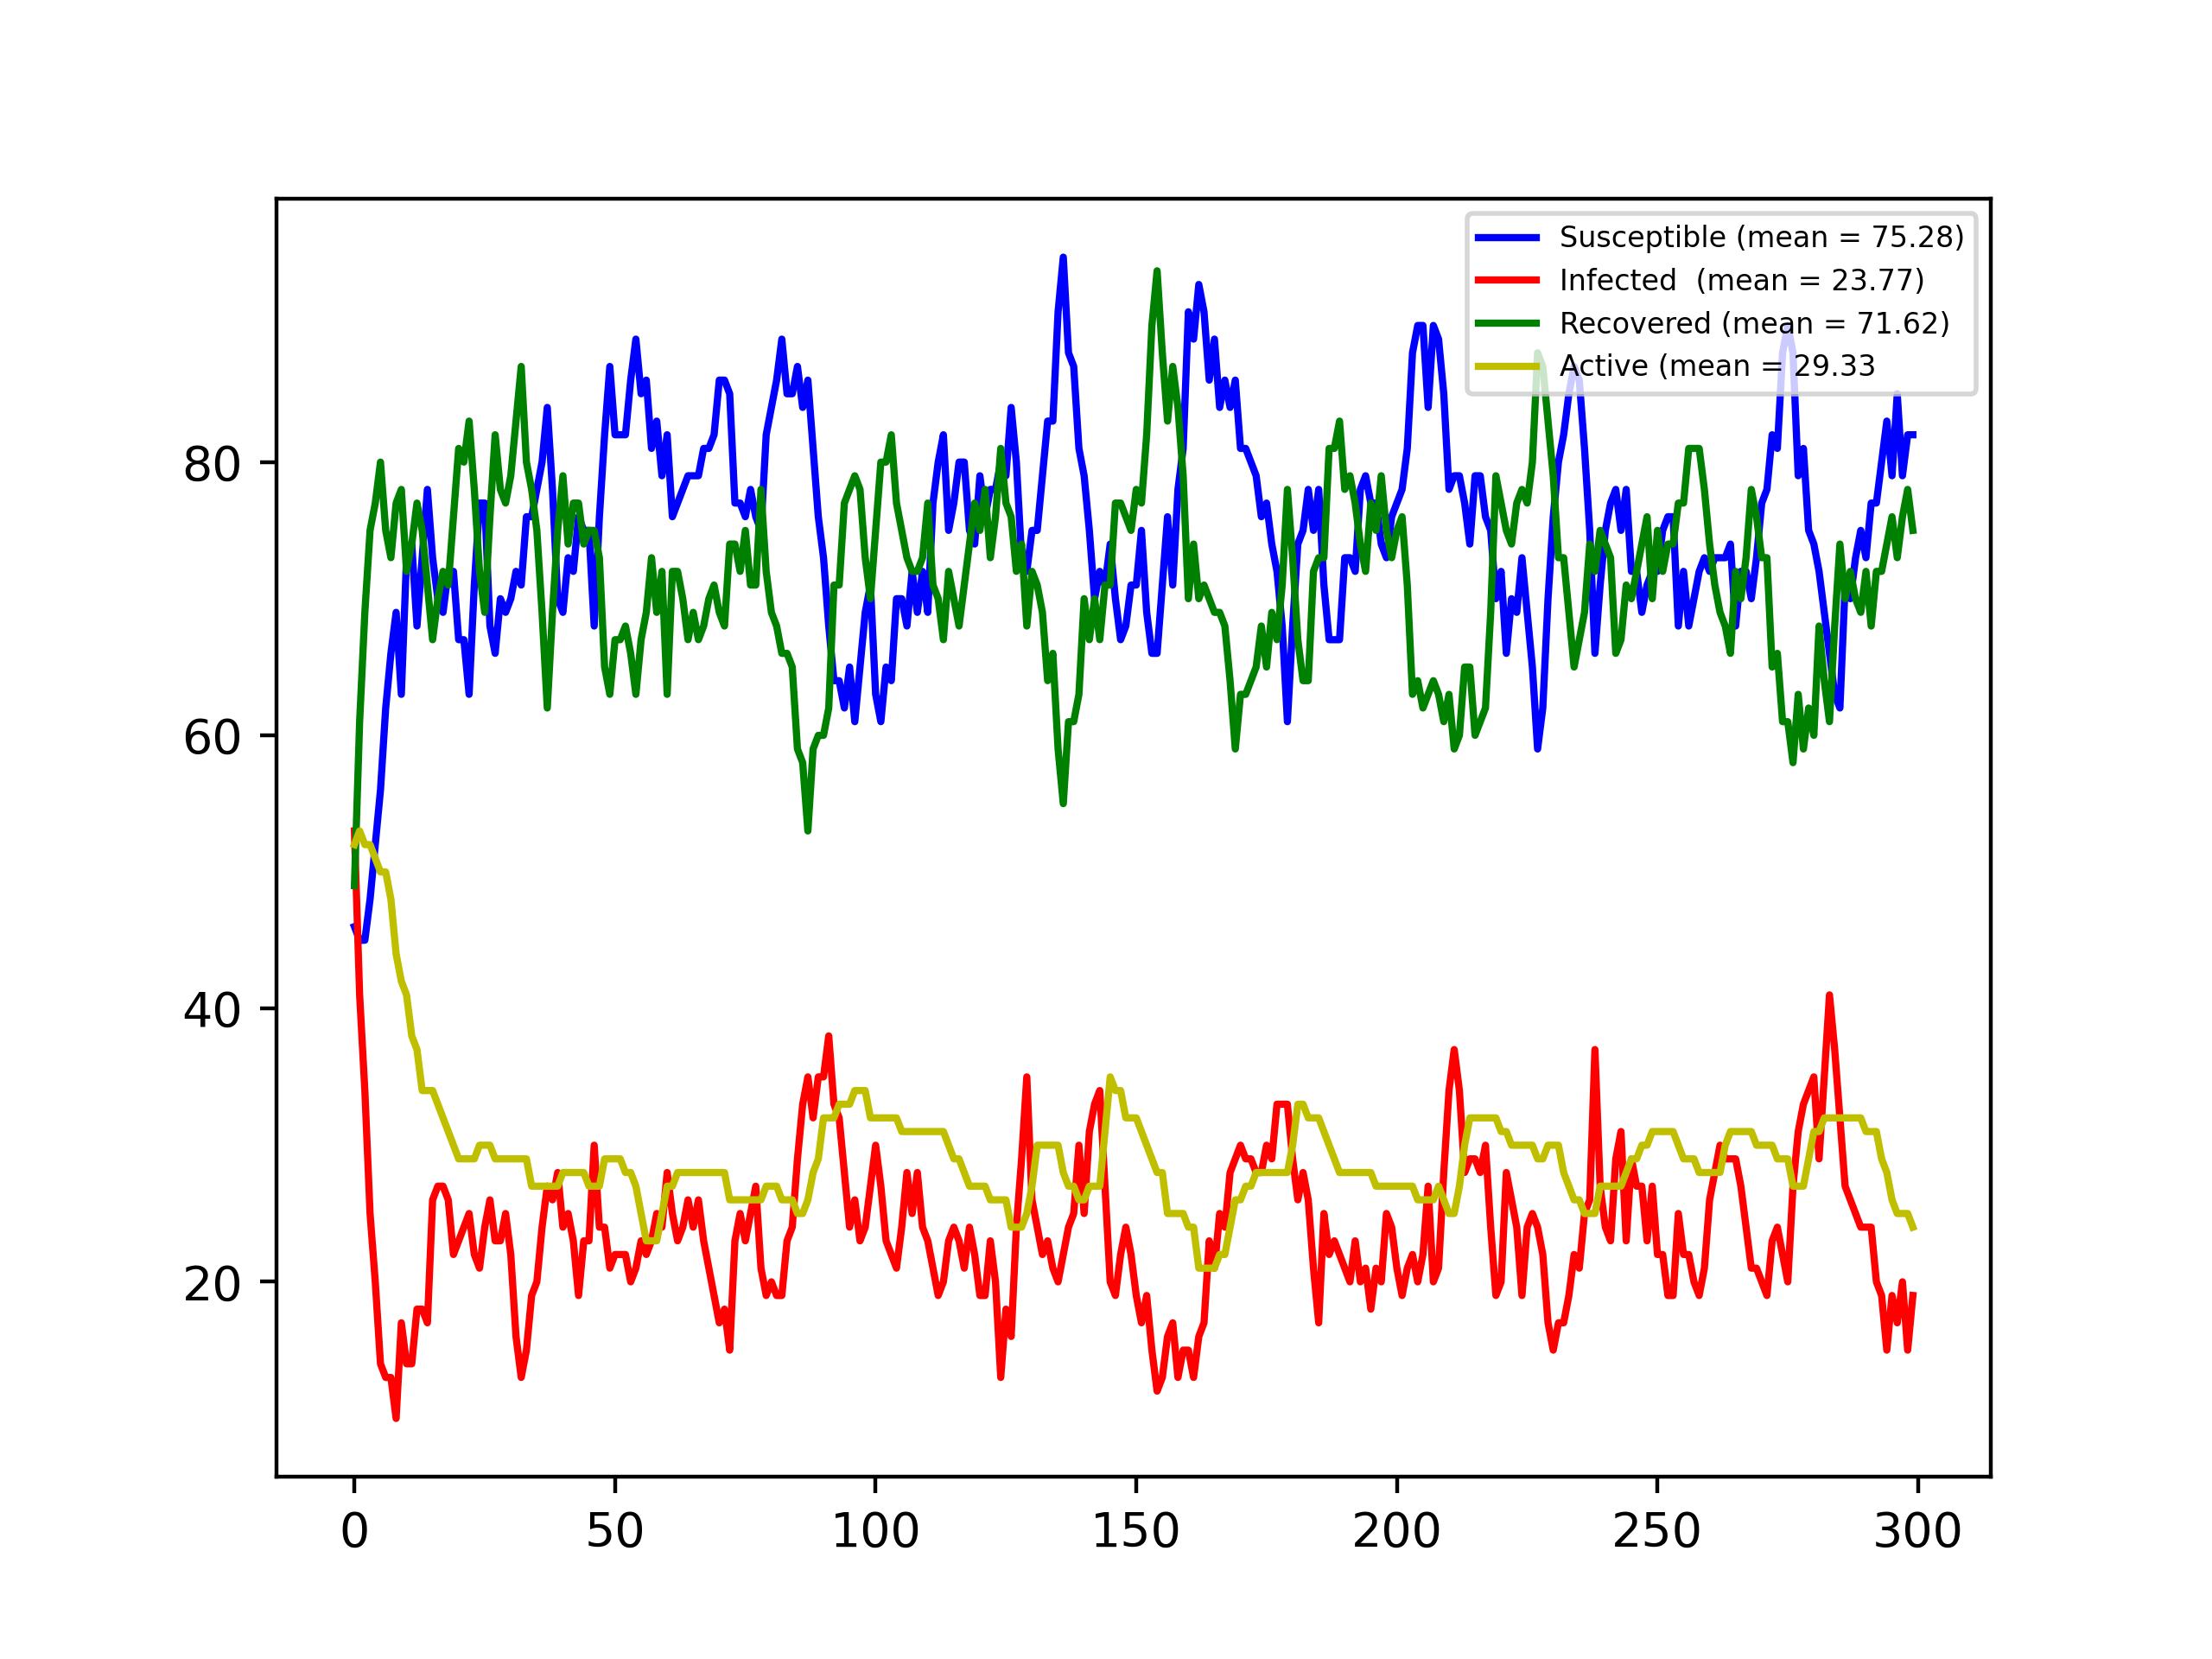 Susceptible (mean = 75.28)
Infected  (mean = 23.77)
Recovered (mean = 71.62)
Active (mean = 29.33
80
60
40
20
0 50 100 150 200 250 300